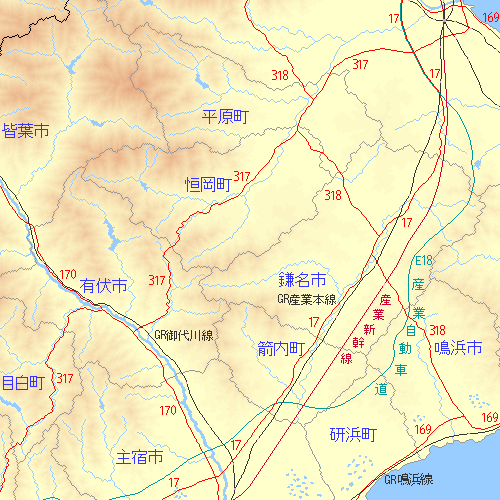 17
169
318
317
17
平原町
皆葉市
317
恒岡町
318
17
E18
産業自動車道
170
317
有伏市
鎌名市
GR産業本線
産業新幹線
17
318
GR御代川線
箭内町
鳴浜市
目白町
317
170
169
169
研浜町
17
主宿市
17
GR鳴浜線